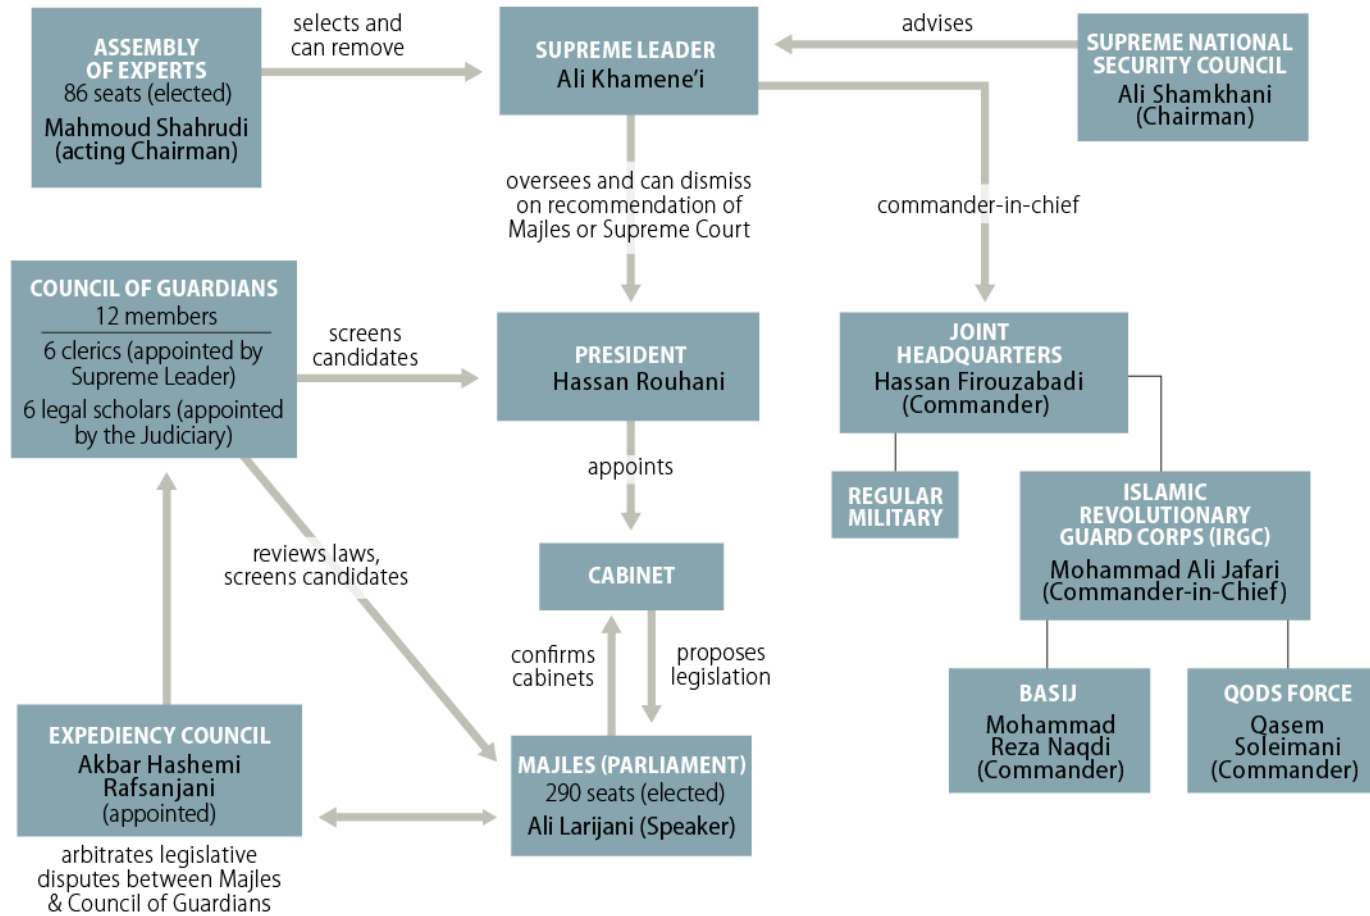 ASSEMBLY
OF EXPERTS
86 seats (elected)
Mahmoud Shahrudi
(acting Chairman)
selects and
can remove
SUPREME LEADER
Ali Khamene’i
advises
SUPREME NATIONAL
SECURITY COUNCIL
Ali Shamkhani
(Chairman)
oversees and can dismiss
on recommendation of
Majles or Supreme Court
commander-in-chief
COUNCIL OF GUARDIANS
12 members
6 clerics (appointed by
Supreme Leader)
6 legal scholars (appointed
by the Judiciary)
screens
candidates
PRESIDENT
Hassan Rouhani
JOINT
HEADQUARTERS
Hassan Firouzabadi
(Commander)
appoints
REGULAR
MILITARY
ISLAMIC
REVOLUTIONARY
GUARD CORPS (IRGC)
Mohammad Ali Jafari
(Commander-in-Chief)
reviews laws,
screens candidates
CABINET
confirms
cabinets
proposes
legislation
BASIJ
Mohammad
Reza Naqdi
(Commander)
QODS FORCE
Qasem
Soleimani
(Commander)
EXPEDIENCY COUNCIL
Akbar Hashemi
Rafsanjani
(appointed)
MAJLES (PARLIAMENT)
290 seats (elected)
Ali Larijani (Speaker)
arbitrates legislative
disputes between Majles
& Council of Guardians